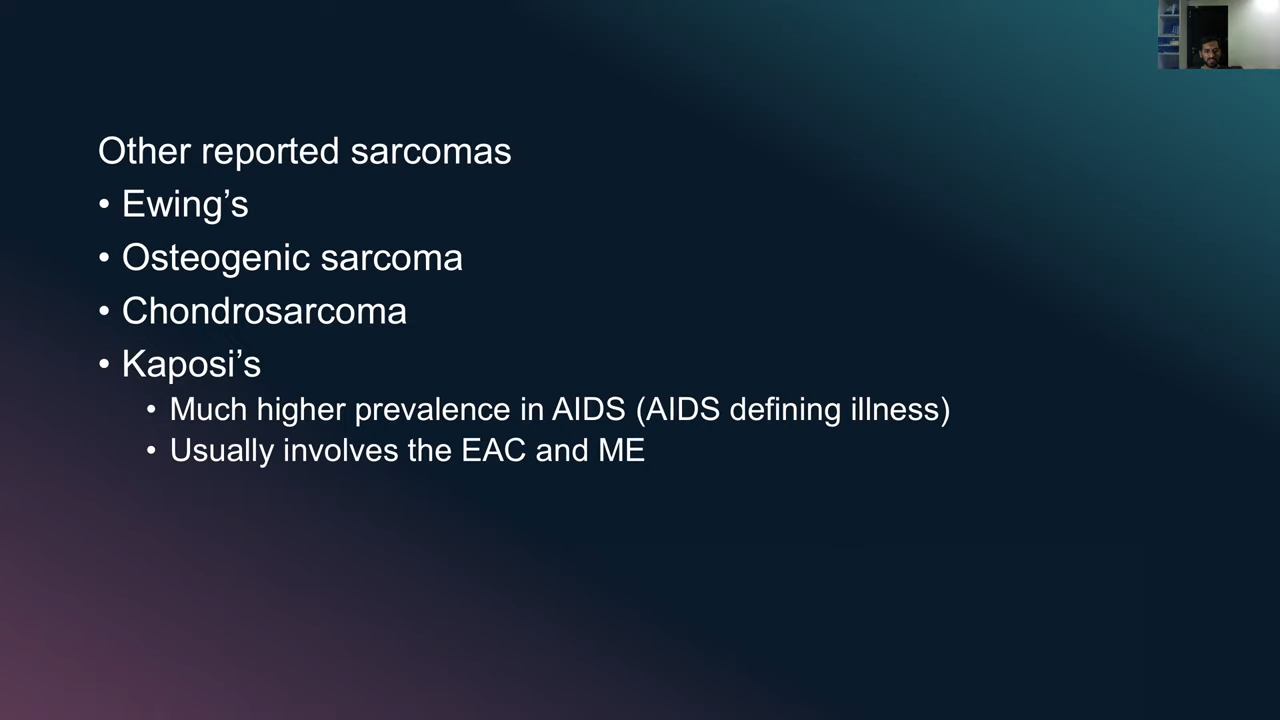 Other reported sarcomas
• Ewing’s
• Osteogenic sarcoma
• Chondrosarcoma
• Kaposi’s
• Much higher prevalence in AIDS (AIDS defining illness)
• Usually involves the EAC and ME